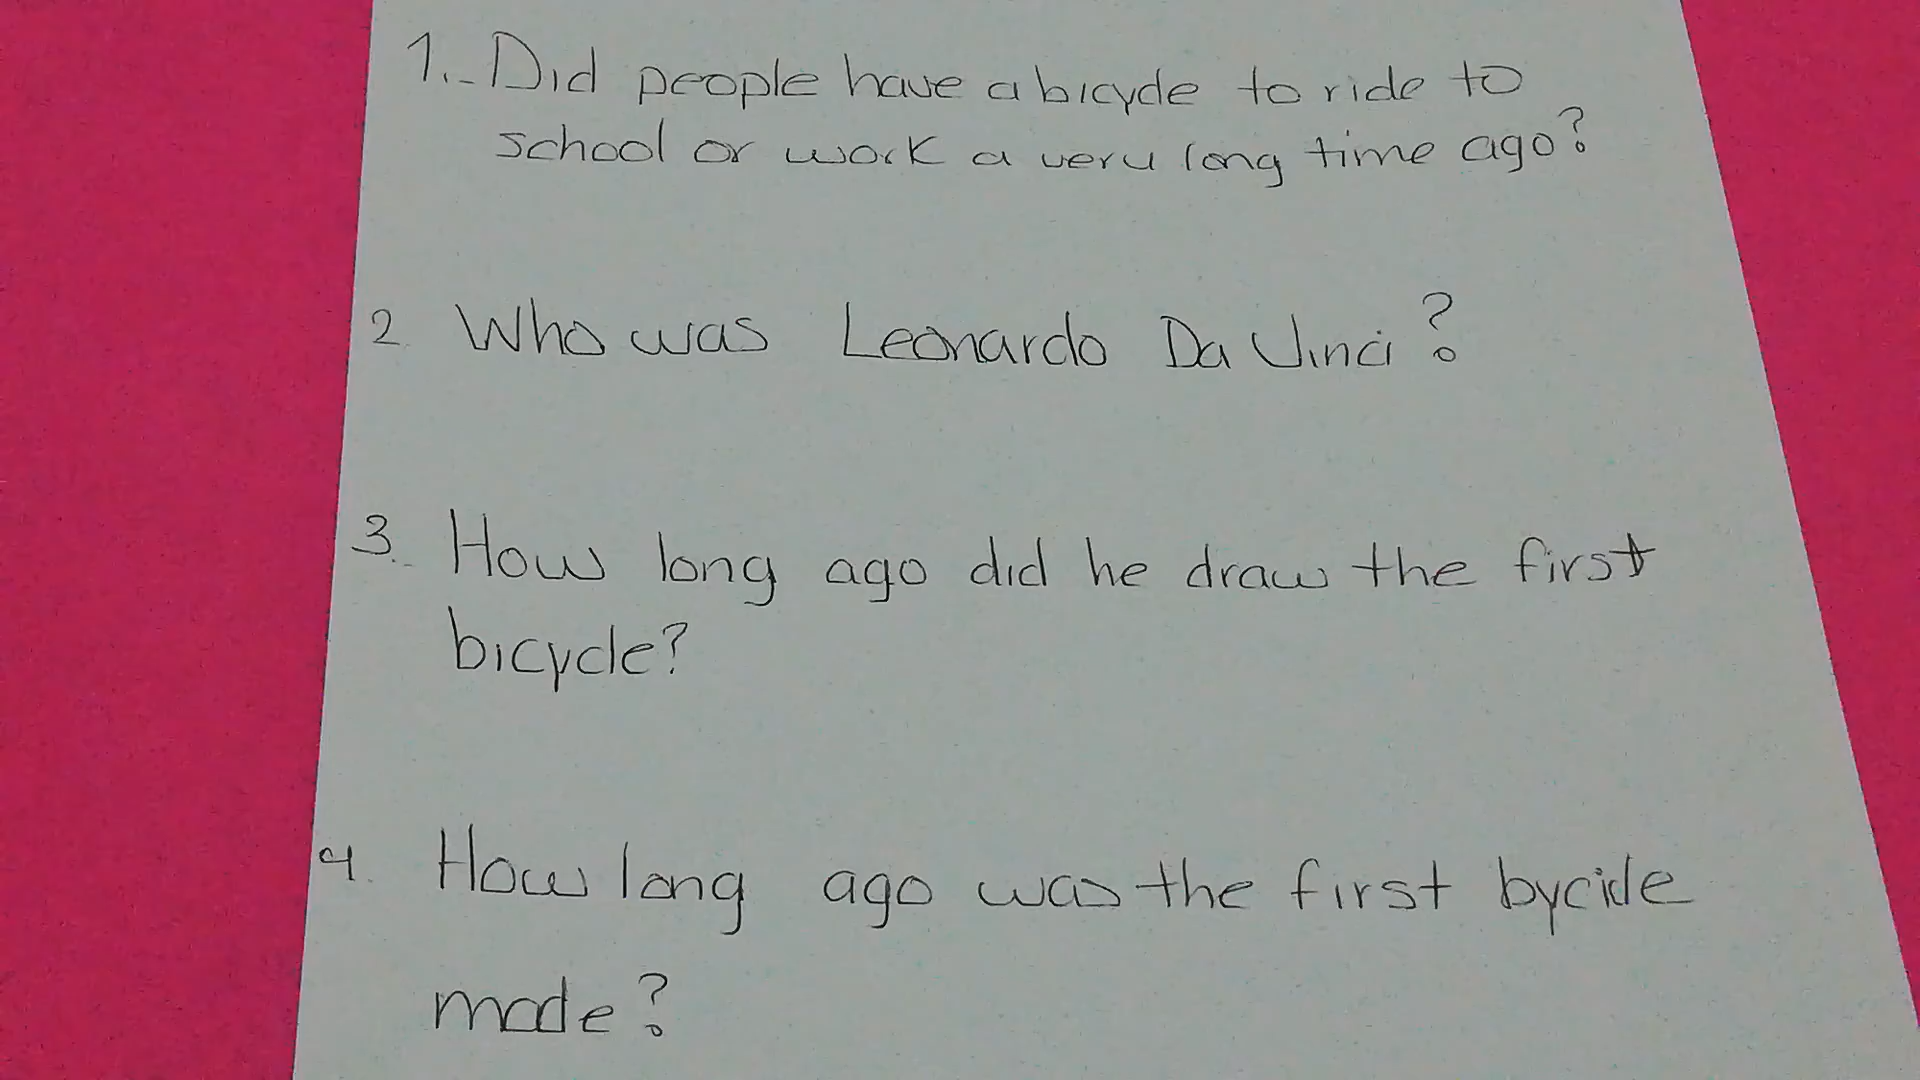 1.- Did people have a bicycle to ride to
school or work a very long time ago?
2. Who was Leonardo Da Vinci?
3. How long ago did he draw the first
bicycle?
4. How long ago was the first bycicle
made?